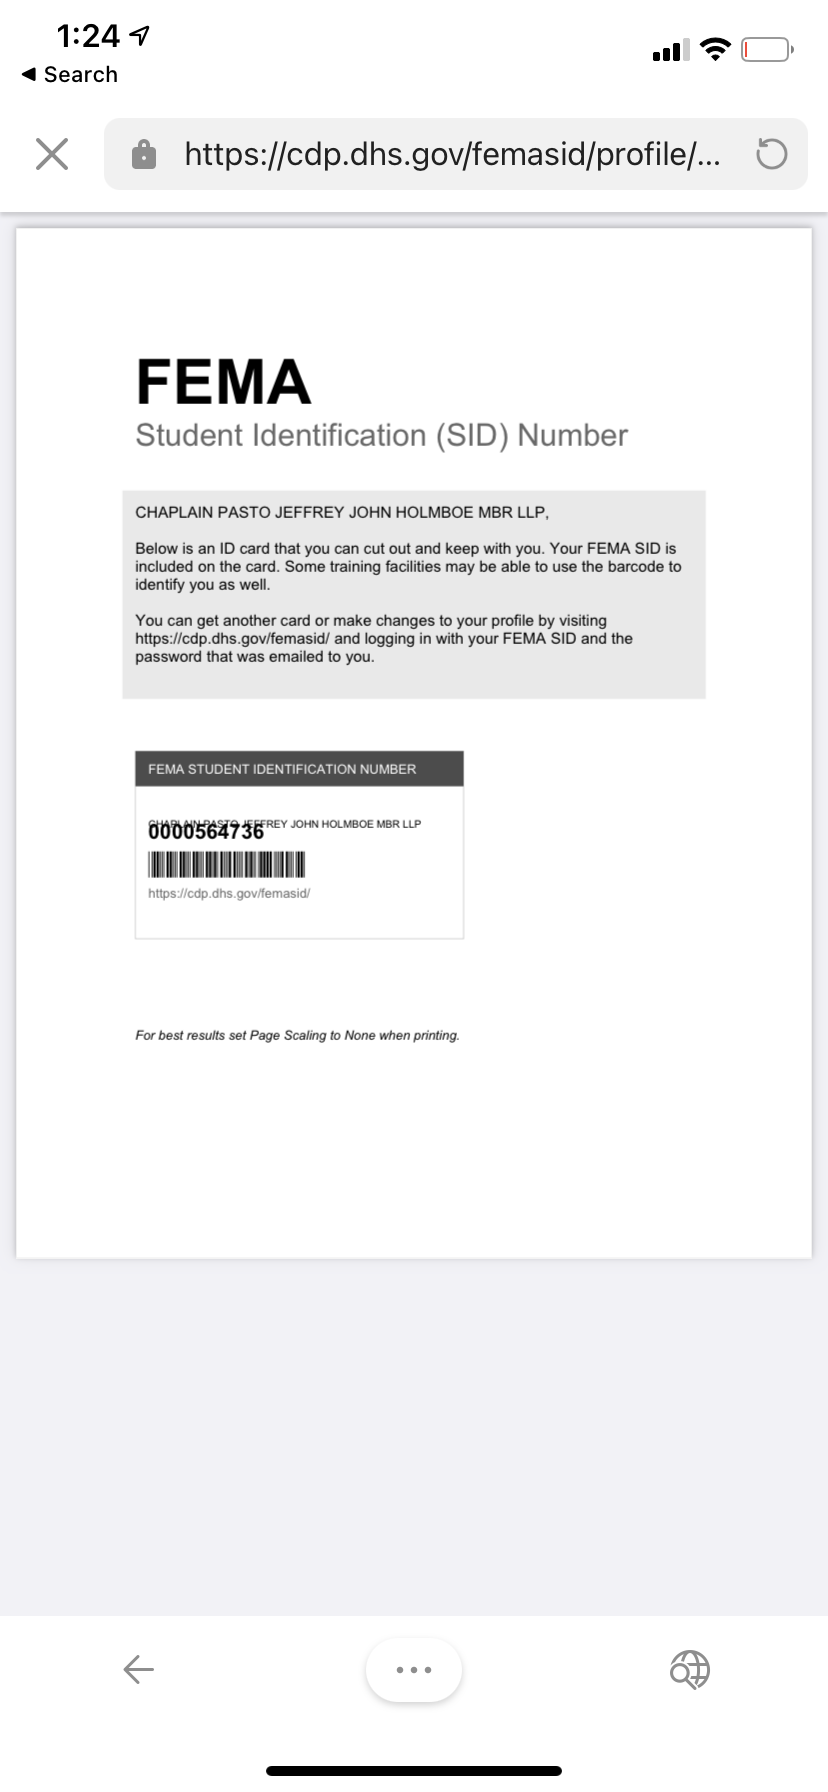 1:24
Search
https://cdp.dhs.gov/femasid/profile/...
FEMA
Student Identification (SID) Number
CHAPLAIN PASTO JEFFREY JOHN HOLMBOE MBR LLP,
Below is an ID card that you can cut out and keep with you. Your FEMA SID is
included on the card. Some training facilities may be able to use the barcode to
identify you as well.
You can get another card or make changes to your profile by visiting
https://cdp.dhs.gov/femasid/ and logging in with your FEMA SID and the
password that was emailed to you.
FEMA STUDENT IDENTIFICATION NUMBER
CHAPLAIN PASTO JEFFREY JOHN HOLMBOE MBR LLP
0000564736
https://cdp.dhs.gov/femasid/
For best results set Page Scaling to None when printing.